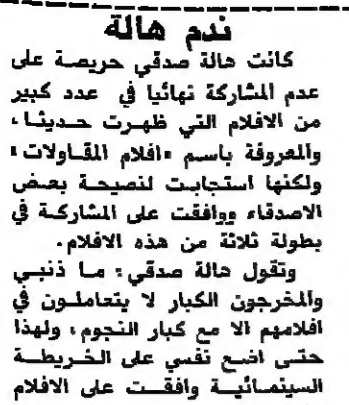 ندم هالة
كانت هالة صدقي حريصة على
عدم المشاركة نهائيا في عدد كبير
من الافلام التي ظهرت حديثا،
والمعروفة باسم «افلام المقاولات»
ولكنها استجابت لنصيحة بعض
الاصدقاء ووافقت على المشاركة في
بطولة ثلاثة من هذه الافلام.
وتقول هالة صدقي: ما ذنبي
والمخرجون الكبار لا يتعاملون في
افلامهم الا مع كبار النجوم، ولهذا
حتى اضع نفسي على الخريطة
السينمائية وافقت على الافلام